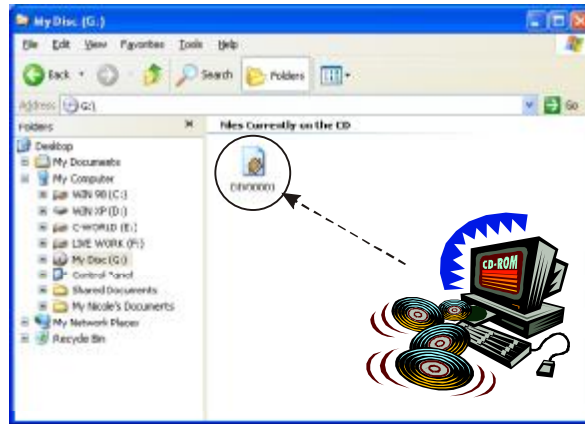 My Disc (G:)
File Edit View Favorites Tools Help
Back Search Folders
Address G:\ Go
Folders
Files Currently on the CD
Desktop
My Documents
My Computer
WIN 98 (C:)
WIN XP (D:)
C-WORLD (E:)
LIVE WORK (F:)
My Disc (G:)
Control Panel
Shared Documents
My Nicole's Documents
My Network Places
Recycle Bin
CD-ROM